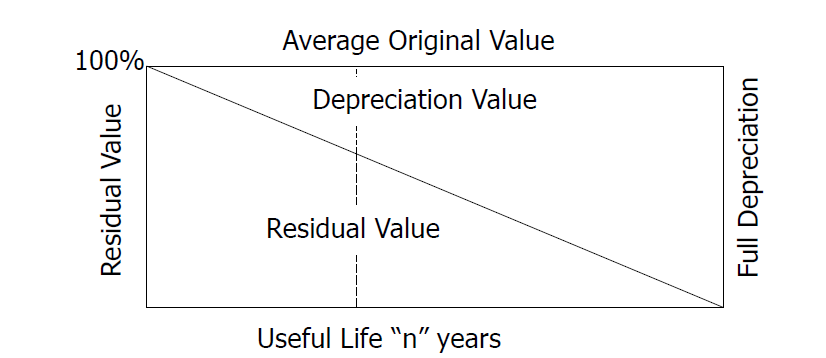 Average Original Value
100%
Depreciation Value
Residual Value
Full Depreciation
Residual Value
Useful Life “n” years